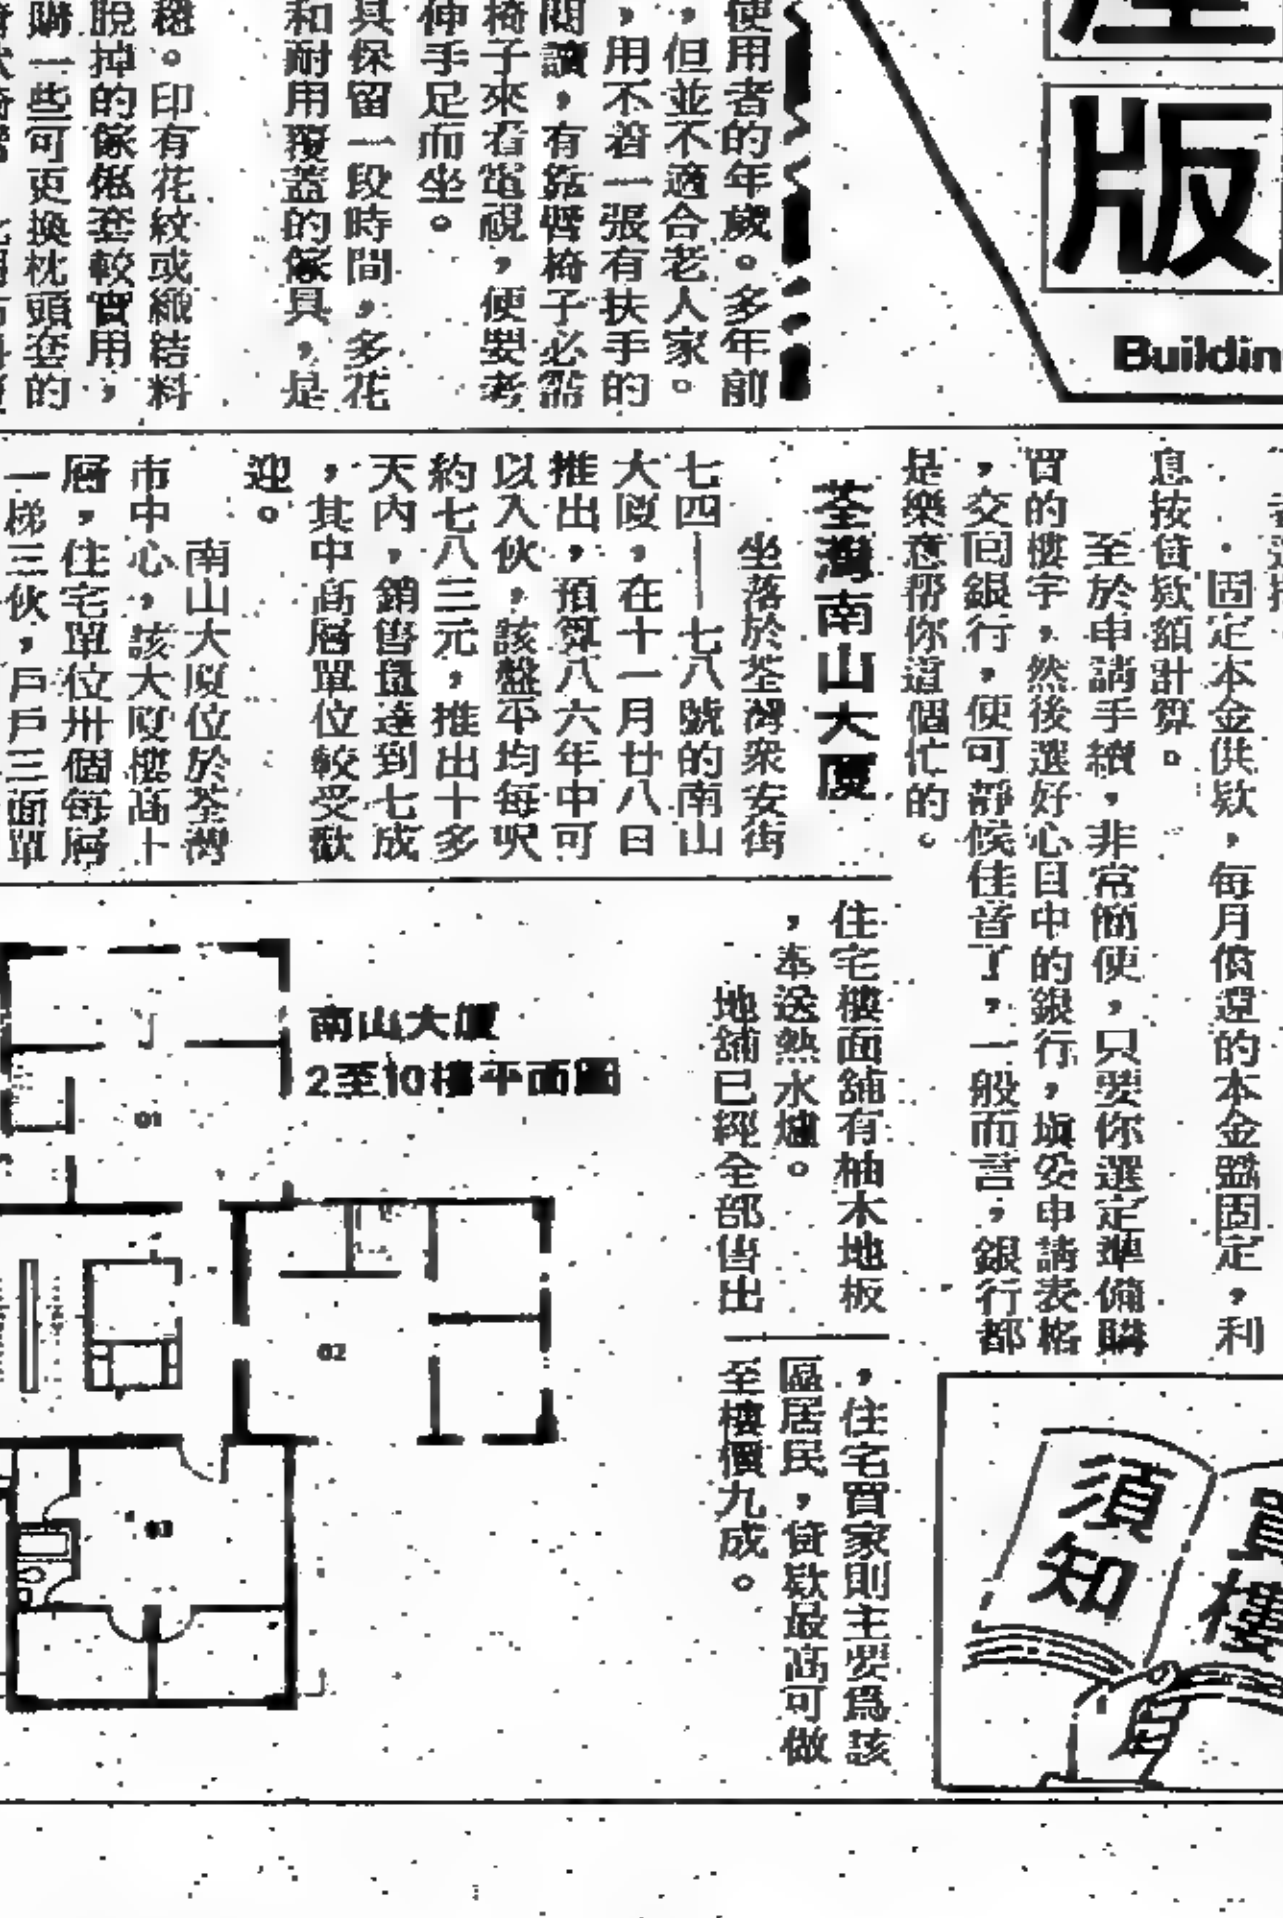 產
版
Building
使用者的年歲。多年前
，但並不適合老人家。
，用不着一張有扶手的
閱讀，有靠臂椅子必需
椅子來看電視，便要考
伸手足而坐。
具保留一段時間，多花
和耐用覆蓋的傢具，是
穩。印有花紋或織結料
脫掉的傢俬套較實用，
購一些可更換枕頭套的
·固定本金供欵，每月償還的本金額固定，利
息按貸欵額計算。
至於申請手續，非常簡便，只要你選定準備購
買的樓宇，然後選好心目中的銀行，填妥申請表格
，交回銀行，便可靜候佳音了，一般而言，銀行都
是樂意帮你這個忙的。
荃灣南山大廈
坐落於荃灣衆安街
七四——七八號的南山
大廈，在十一月廿八日
推出，預算八六年中可
以入伙，該盤平均每呎
約七八三元，推出十多
天內，銷售量達到七成
，其中高層單位較受歡
迎。
南山大廈位於荃灣
市中心，該大廈樓高十
層，住宅單位卅個每層
一梯三伙，戶戶三面單
住宅樓面舖有柚木地板
，奉送熱水爐。
地舖已經全部售出
，住宅買家則主要爲該
區居民，貸欵最高可做
至樓價九成。
南山大廈
2至10樓平面圖
01
02
03
買樓
須知